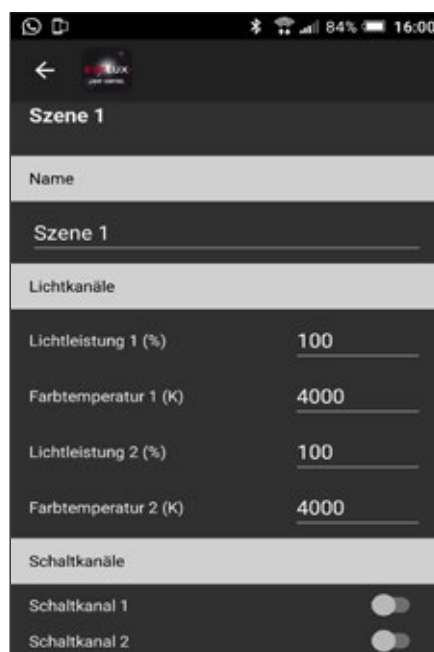 84% 16:00
LUX
Szene 1
Name
Szene 1
Lichtkanäle
Lichtleistung 1 (%) 100
Farbtemperatur 1 (K) 4000
Lichtleistung 2 (%) 100
Farbtemperatur 2 (K) 4000
Schaltkanäle
Schaltkanal 1
Schaltkanal 2